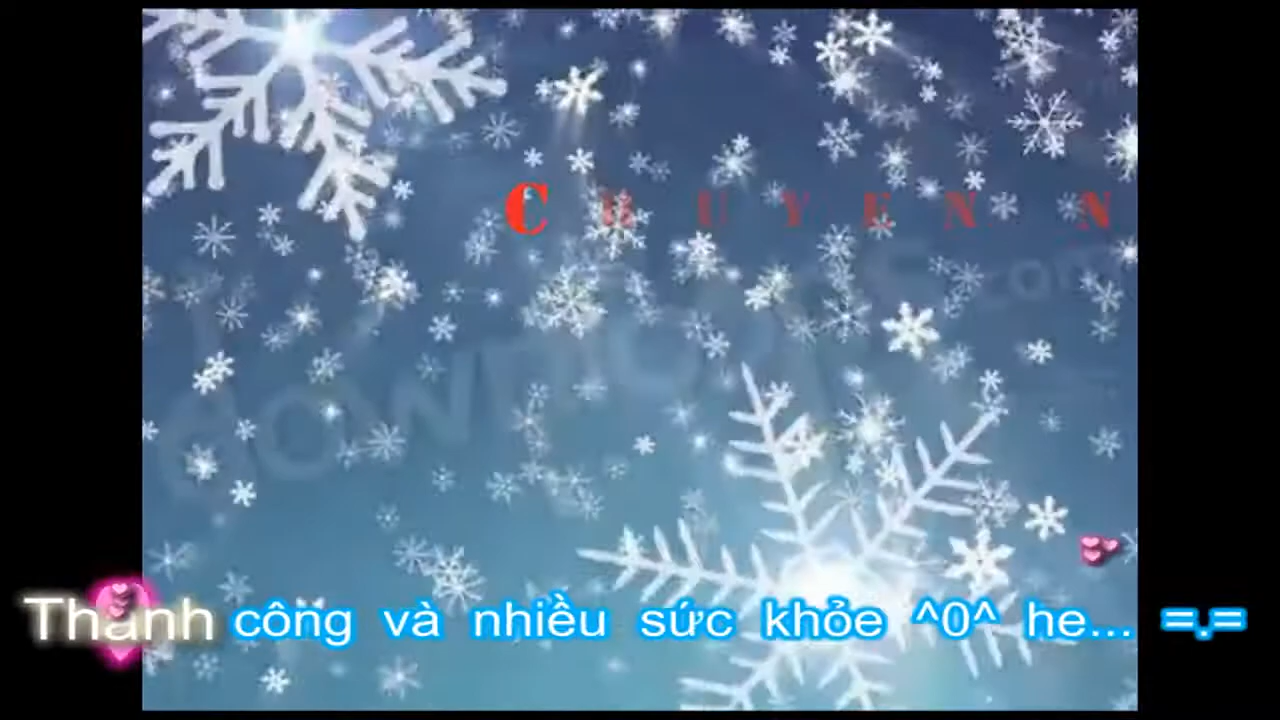 C H U Y E N N
Thành công và nhiều sức khỏe ^0^ he... =.=